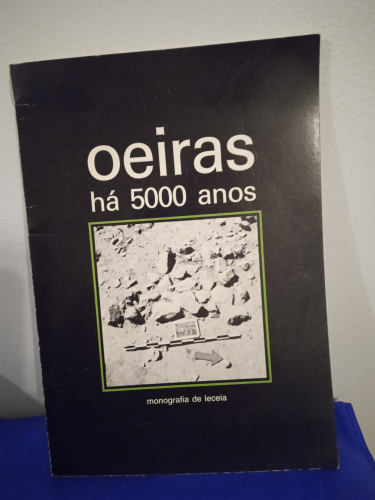 oeiras
há 5000 anos
monografia de leceia